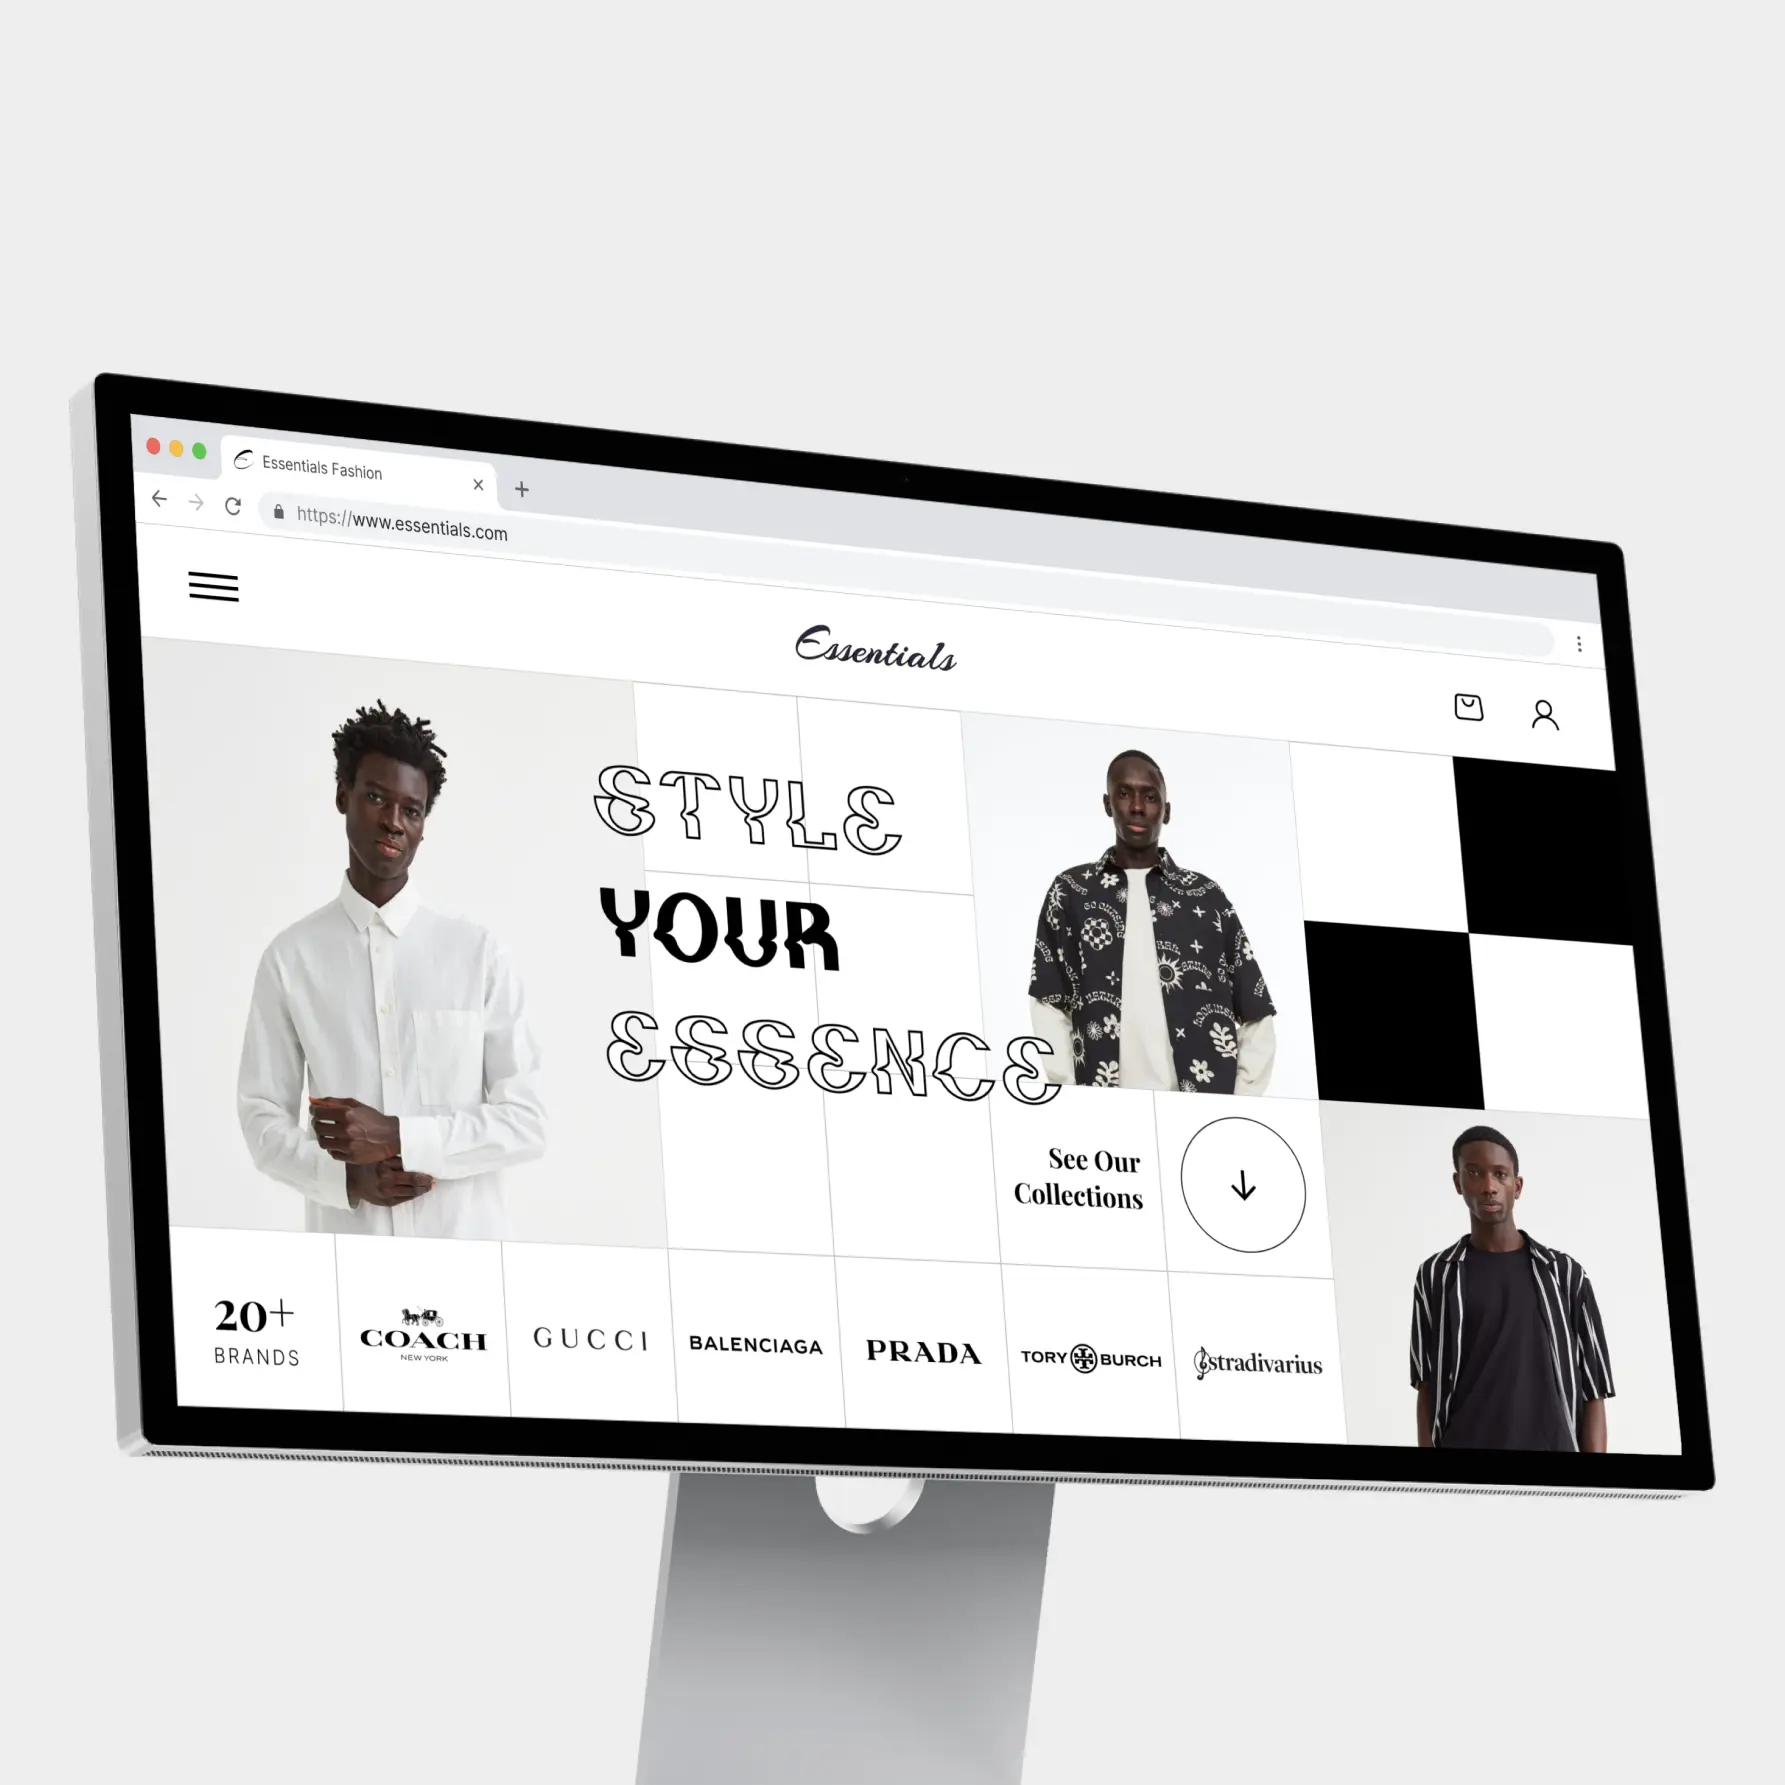 Essentials Fashion
https://www.essentials.com
Essentials
STYLE
YOUR
ESSENCE
See Our
Collections
20+
BRANDS
COACH
NEW YORK
GUCCI
BALENCIAGA
PRADA
TORY BURCH
stradivarius